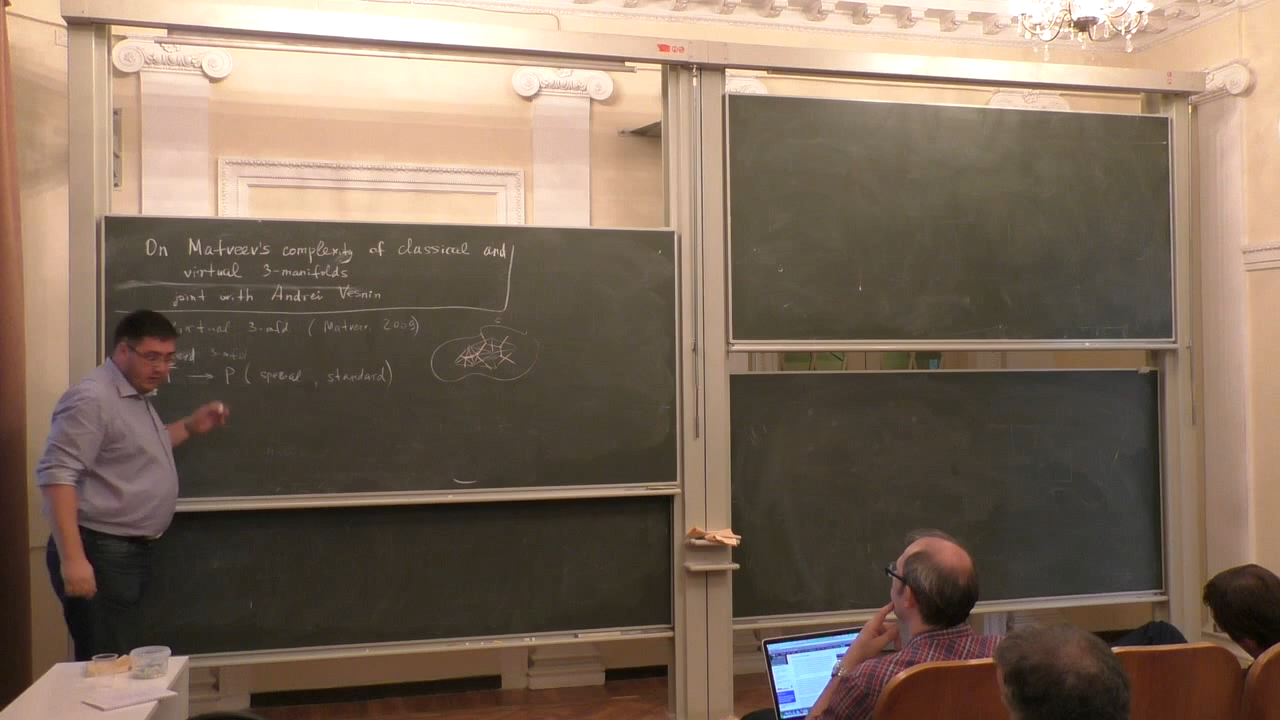 On Matveev's complexity of classical and
virtual 3-manifolds
joint with Andrei Vesnin
3-mfd (Matveev, 2009)
3-mfd
→ P (special, standard)